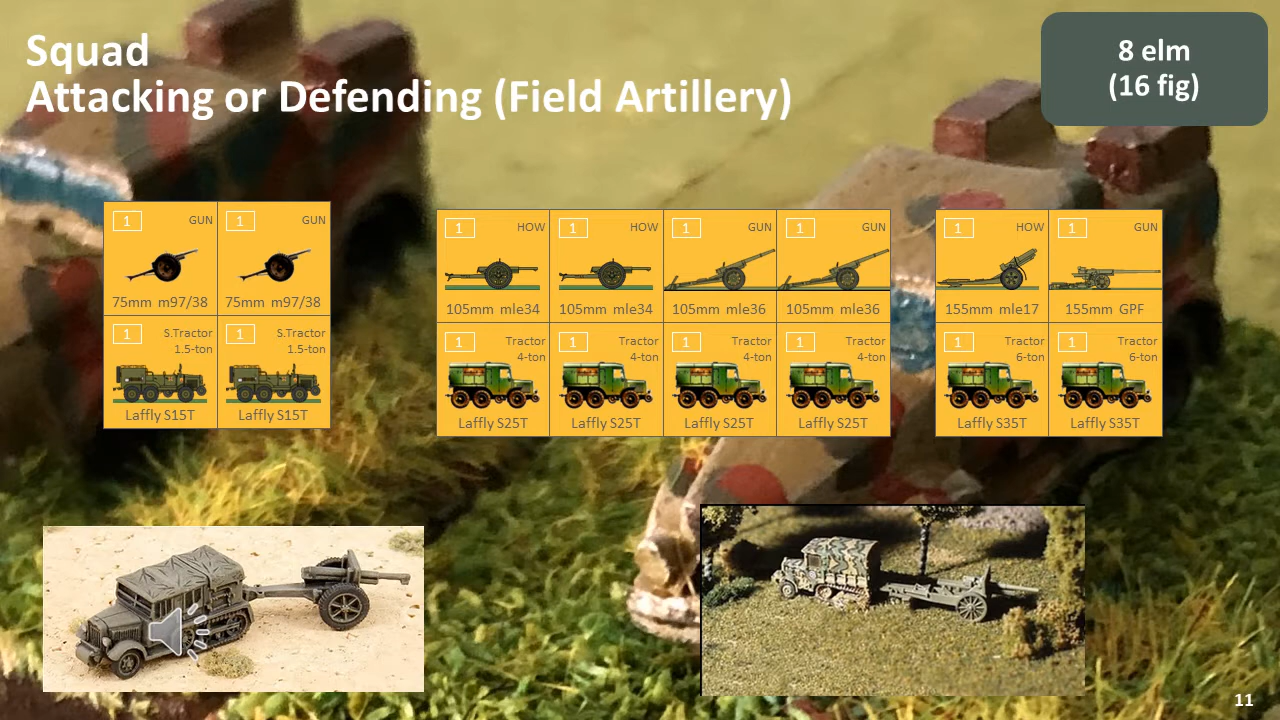 Squad
Attacking or Defending (Field Artillery)
8 elm
(16 fig)
1 GUN 1 GUN
75mm m97/38 75mm m97/38
1 S.Tractor 1 S.Tractor
1.5-ton 1.5-ton
Laffly S15T Laffly S15T
1 HOW 1 HOW 1 GUN 1 GUN
105mm mle34 105mm mle34 105mm mle36 105mm mle36
1 Tractor 1 Tractor 1 Tractor 1 Tractor
4-ton 4-ton 4-ton 4-ton
Laffly S25T Laffly S25T Laffly S25T Laffly S25T
1 HOW 1 GUN
155mm mle17 155mm GPF
1 Tractor 1 Tractor
6-ton 6-ton
Laffly S35T Laffly S35T
11